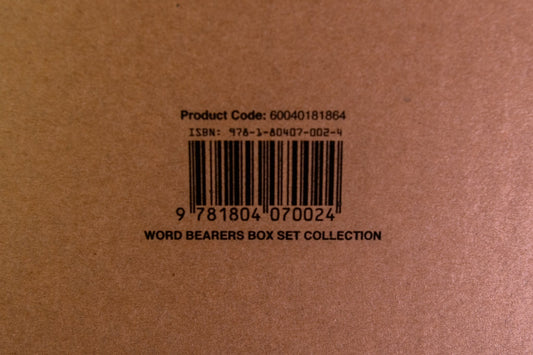 Product Code: 60040181864
ISBN: 978-1-80407-002-4
9 781804 070024
WORD BEARERS BOX SET COLLECTION